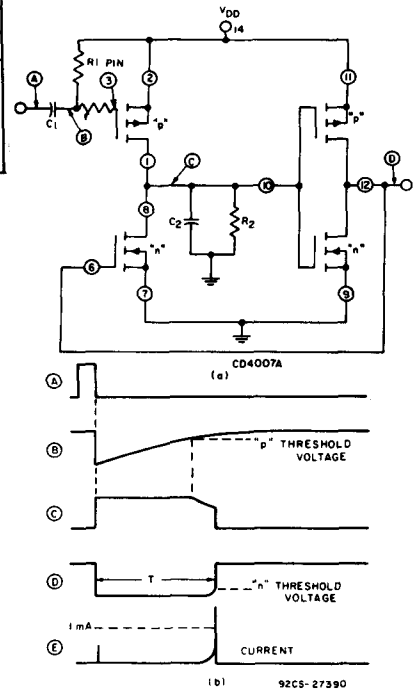 VDD
14
R1 PIN
A
3
2
11
C1
B
"p"
"p"
1
C
D
8
10
12
C2
R2
6
"n"
"n"
7
9
CD4007A
(a)
A
B
"p" THRESHOLD
VOLTAGE
C
D
T
"n" THRESHOLD
VOLTAGE
1 mA
E
CURRENT
(b)
92CS-27390